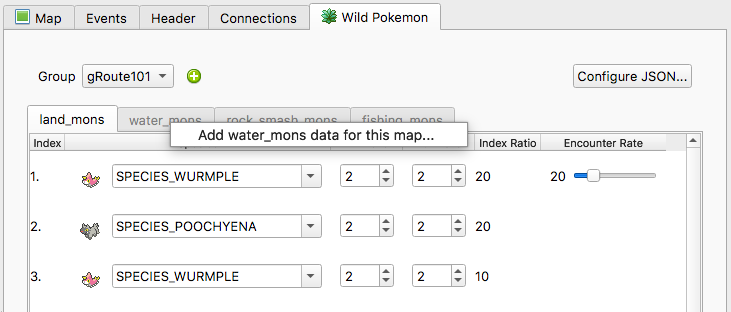 Map Events Header Connections Wild Pokemon
Group gRoute101 Configure JSON...
land_mons water_mons rock_smash_mons fishing_mons
Add water_mons data for this map...
Index Index Ratio Encounter Rate
1. SPECIES_WURMPLE 2 2 20 20
2. SPECIES_POOCHYENA 2 2 20
3. SPECIES_WURMPLE 2 2 10